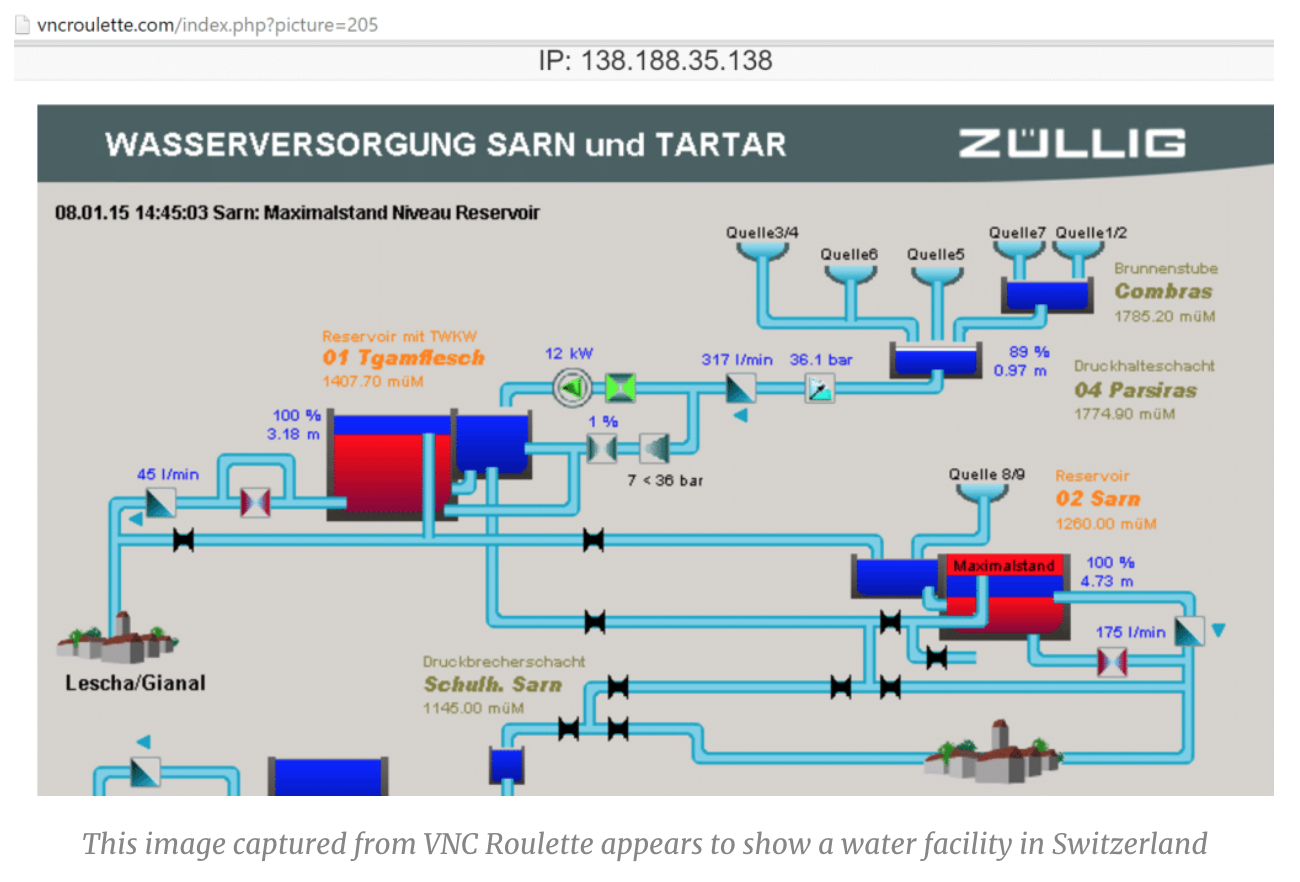 vncroulette.com/index.php?picture=205
IP: 138.188.35.138
WASSERVERSORGUNG SARN und TARTAR
ZÜLLIG
08.01.15 14:45:03 Sarn: Maximalstand Niveau Reservoir
Quelle3/4
Quelle6
Quelle5
Quelle7
Quelle1/2
Brunnenstube
Combras
1785.20 müM
Reservoir mit TWKW
01 Tgamflesch
1407.70 müM
12 kW
317 l/min
36.1 bar
89 %
0.97 m
Druckhalteschacht
04 Parsiras
1774.90 müM
100 %
3.18 m
1 %
7 < 36 bar
45 l/min
Quelle 8/9
Reservoir
02 Sarn
1260.00 müM
Maximalstand
100 %
4.73 m
175 l/min
Lescha/Gianal
Druckbrecherschacht
Schulh. Sarn
1145.00 müM
This image captured from VNC Roulette appears to show a water facility in Switzerland